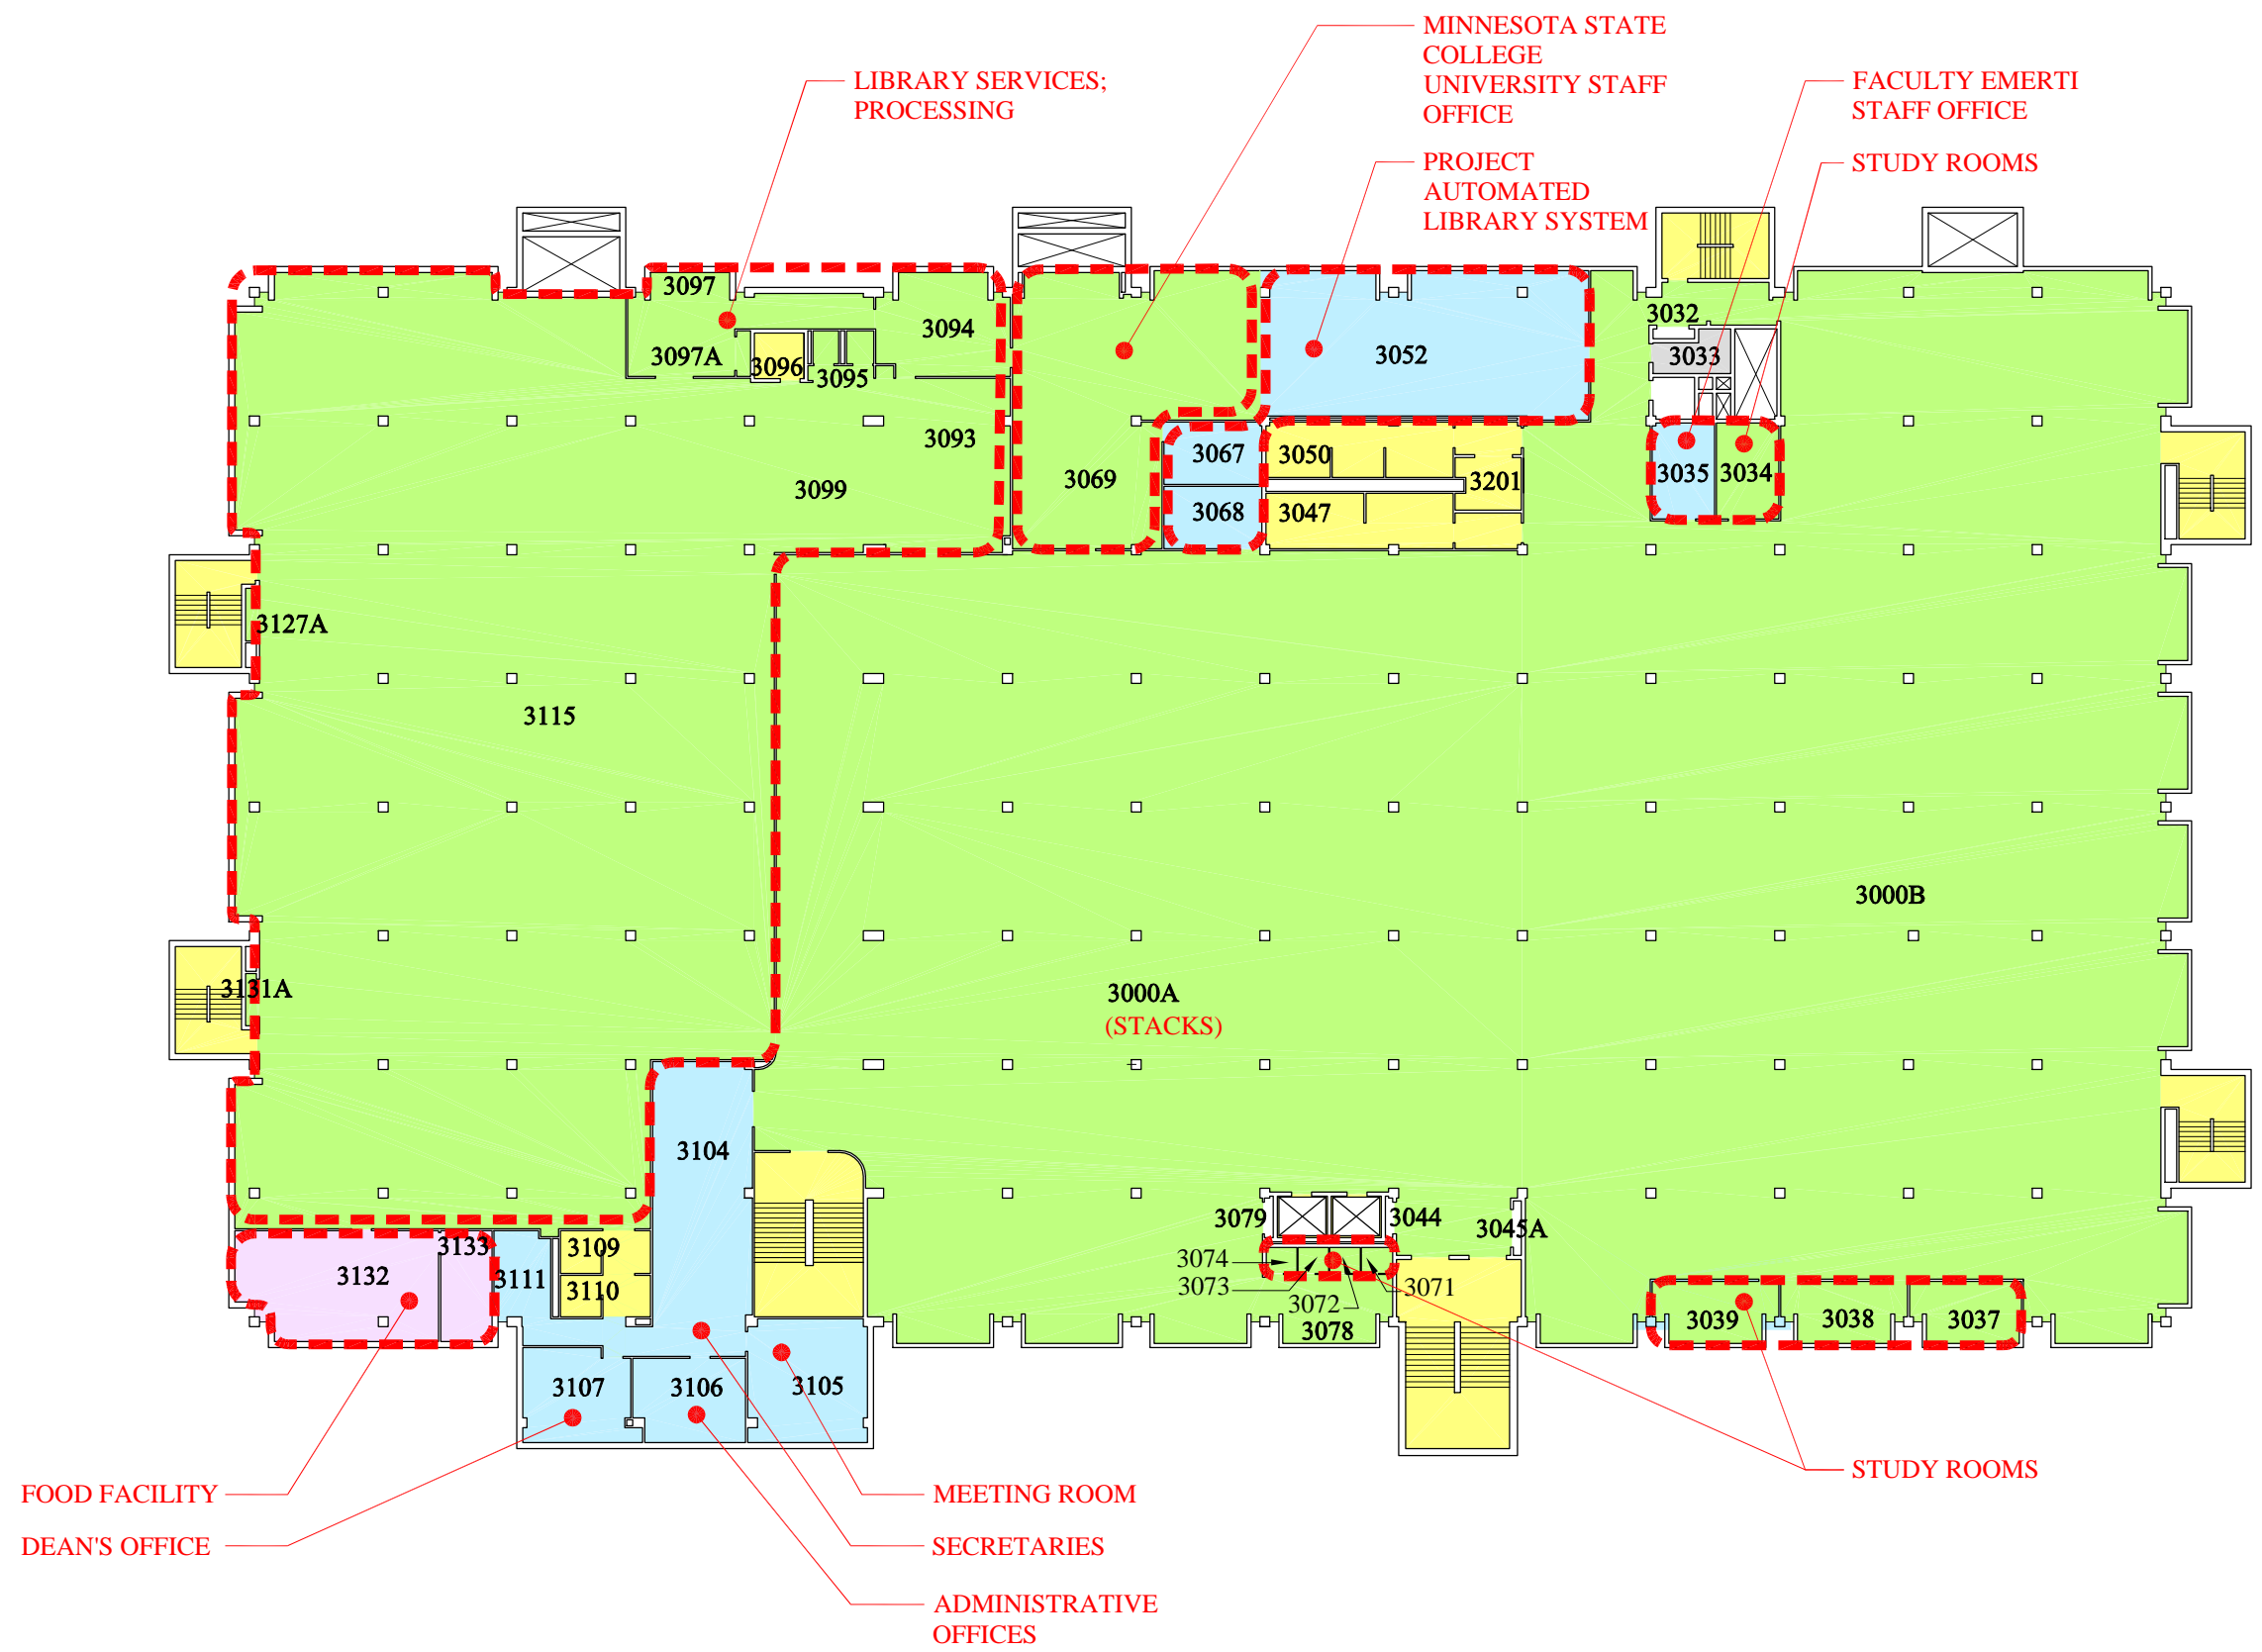 MINNESOTA STATE
COLLEGE
UNIVERSITY STAFF
OFFICE
LIBRARY SERVICES;
PROCESSING
FACULTY EMERTI
STAFF OFFICE
PROJECT
AUTOMATED
LIBRARY SYSTEM
STUDY ROOMS
3097
3032
3094
3097A
3096
3095
3052
3033
3093
3067
3050
3069
3035
3034
3201
3099
3068
3047
3127A
3115
3000B
3131A
3000A
(STACKS)
3104
3079
3044
3045A
3109
3133
3132
3111
3110
3074
3073
3072
3071
3078
3039
3038
3037
3107
3106
3105
STUDY ROOMS
FOOD FACILITY
MEETING ROOM
DEAN'S OFFICE
SECRETARIES
ADMINISTRATIVE
OFFICES